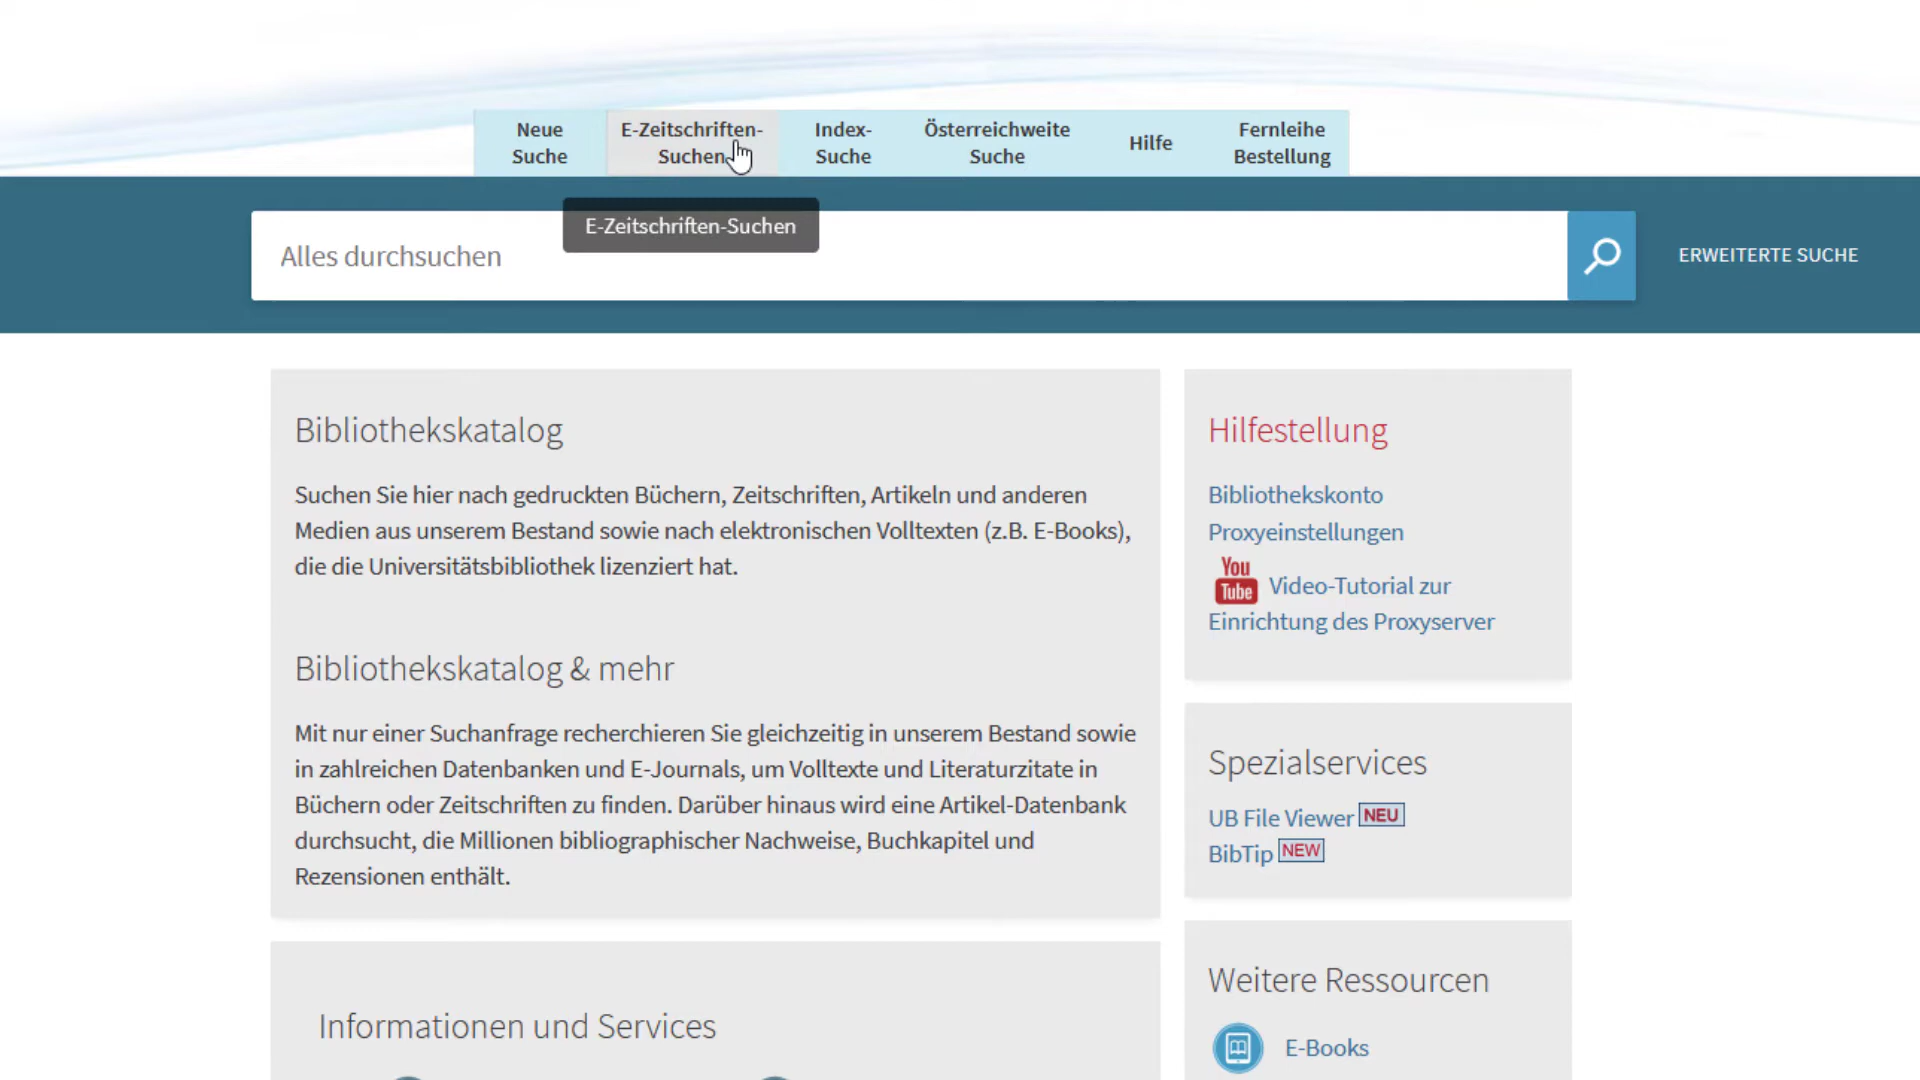 Neue
Suche
E-Zeitschriften-
Suchen
Index-
Suche
Österreichweite
Suche
Hilfe
Fernleihe
Bestellung
E-Zeitschriften-Suchen
Alles durchsuchen
ERWEITERTE SUCHE
Bibliothekskatalog
Suchen Sie hier nach gedruckten Büchern, Zeitschriften, Artikeln und anderen
Medien aus unserem Bestand sowie nach elektronischen Volltexten (z.B. E-Books),
die die Universitätsbibliothek lizenziert hat.
Bibliothekskatalog & mehr
Mit nur einer Suchanfrage recherchieren Sie gleichzeitig in unserem Bestand sowie
in zahlreichen Datenbanken und E-Journals, um Volltexte und Literaturzitate in
Büchern oder Zeitschriften zu finden. Darüber hinaus wird eine Artikel-Datenbank
durchsucht, die Millionen bibliographischer Nachweise, Buchkapitel und
Rezensionen enthält.
Informationen und Services
Hilfestellung
Bibliothekskonto
Proxyeinstellungen
You
Tube Video-Tutorial zur
Einrichtung des Proxyserver
Spezialservices
UB File Viewer NEU
BibTip NEW
Weitere Ressourcen
E-Books